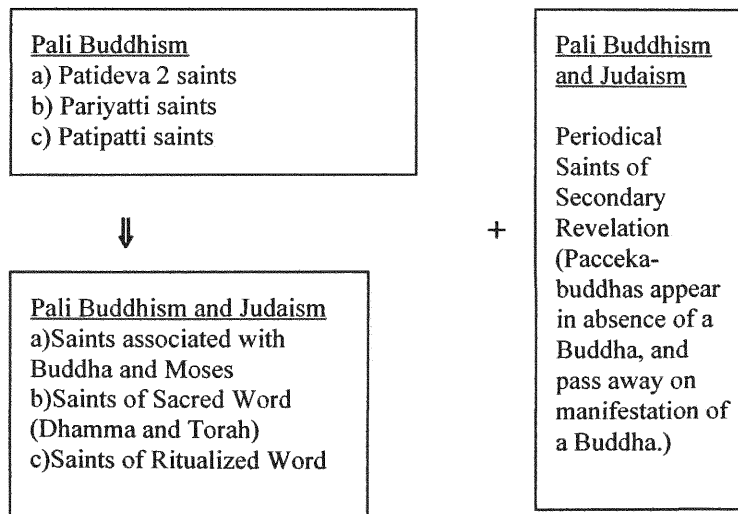 Pali Buddhism
a) Patideva 2 saints
b) Pariyatti saints
c) Patipatti saints
⇓
Pali Buddhism and Judaism
a)Saints associated with
Buddha and Moses
b)Saints of Sacred Word
(Dhamma and Torah)
c)Saints of Ritualized Word
+
Pali Buddhism
and Judaism
Periodical
Saints of
Secondary
Revelation
(Pacceka-
buddhas appear
in absence of a
Buddha, and
pass away on
manifestation of
a Buddha.)